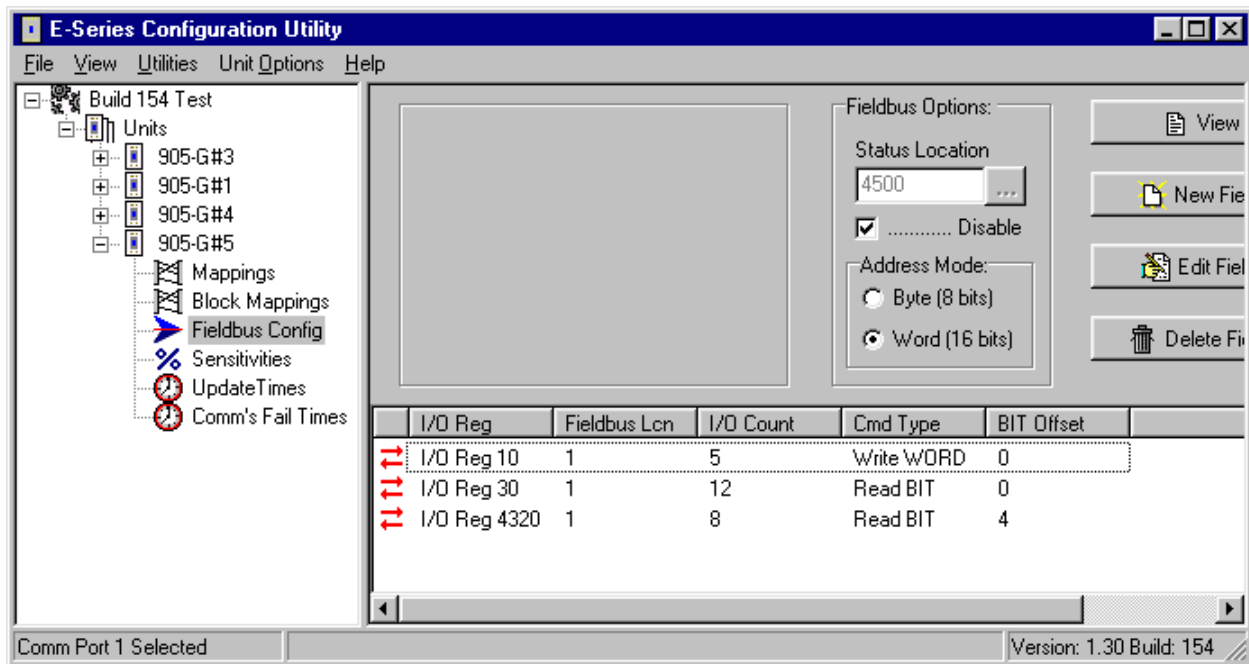 E-Series Configuration Utility
File View Utilities Unit Options Help
Build 154 Test
Units
905-G#3
905-G#1
905-G#4
905-G#5
Mappings
Block Mappings
Fieldbus Config
Sensitivities
UpdateTimes
Comm's Fail Times
Fieldbus Options:
Status Location
4500 ...
............ Disable
Address Mode:
Byte (8 bits)
Word (16 bits)
View
New Fie
Edit Fiel
Delete Fi
I/O Reg Fieldbus Lcn I/O Count Cmd Type BIT Offset
I/O Reg 10 1 5 Write WORD 0
I/O Reg 30 1 12 Read BIT 0
I/O Reg 4320 1 8 Read BIT 4
Comm Port 1 Selected Version: 1.30 Build: 154